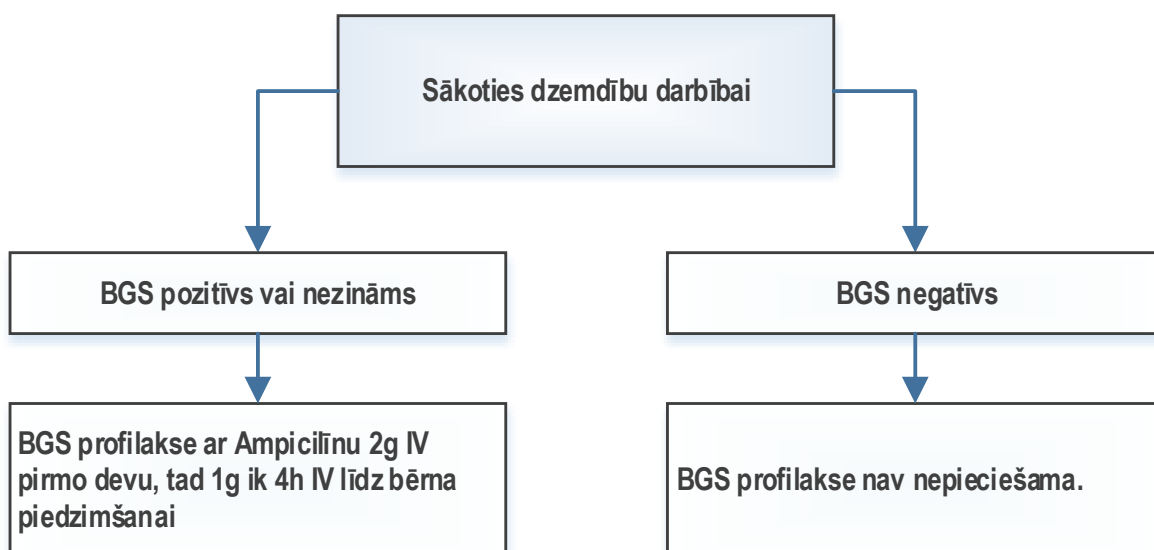 Sākoties dzemdību darbībai
BGS pozitīvs vai nezināms
BGS negatīvs
BGS profilakse ar Ampicilīnu 2g IV
pirmo devu, tad 1g ik 4h IV līdz bērna
piedzimšanai
BGS profilakse nav nepieciešama.